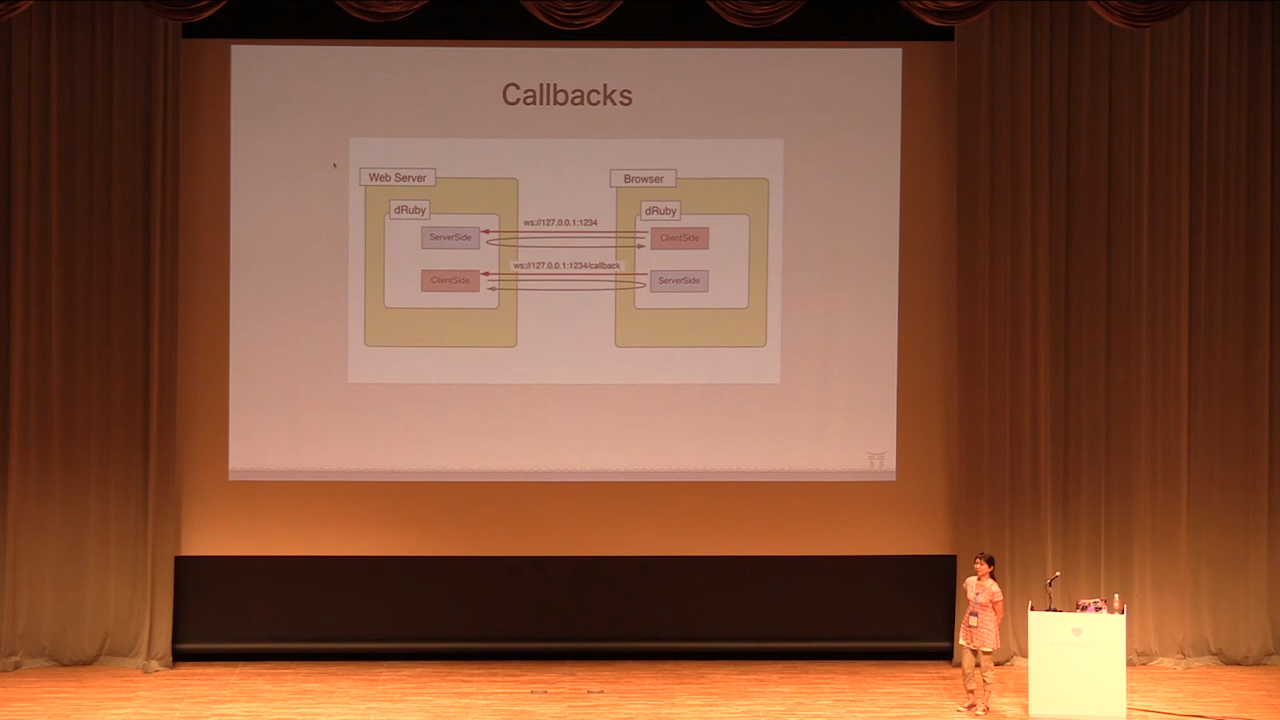 Callbacks
Web Server
Browser
dRuby
dRuby
ws://127.0.0.1:1234
ServerSide
ClientSide
ws://127.0.0.1:1234/callback
ClientSide
ServerSide